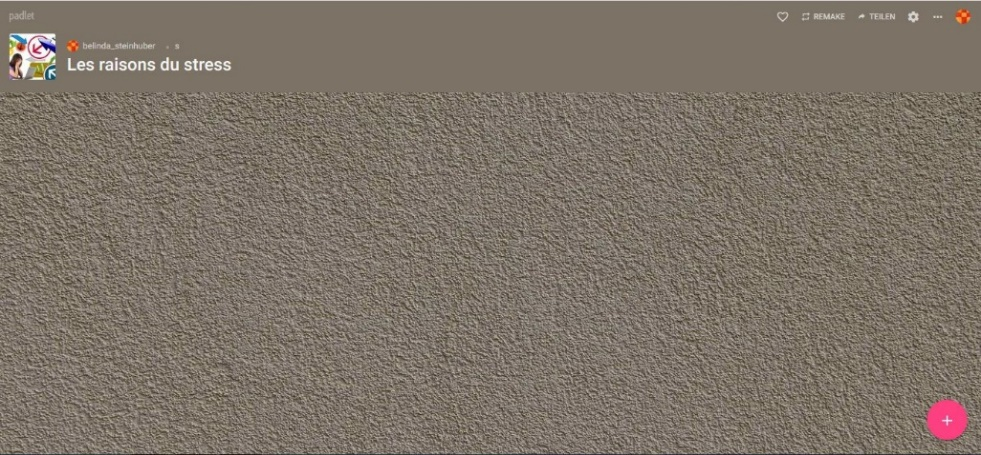 padlet
REMAKE
TEILEN
belinda_steinhuber
Les raisons du stress